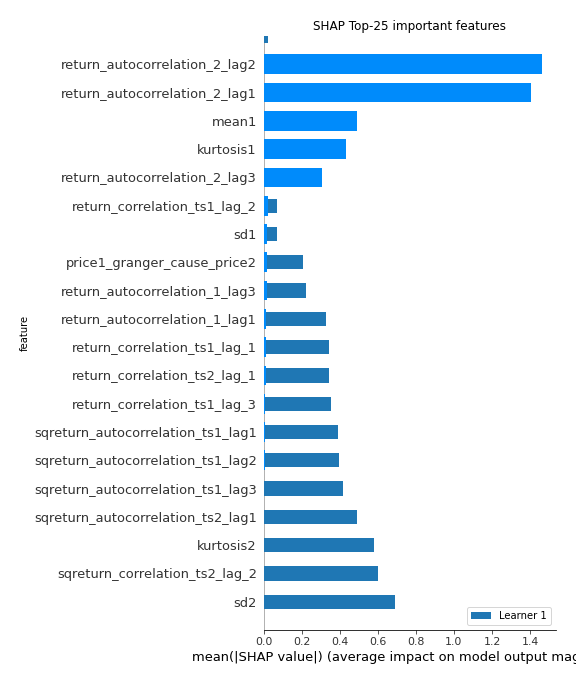 SHAP Top-25 important features
return_autocorrelation_2_lag2
return_autocorrelation_2_lag1
mean1
kurtosis1
return_autocorrelation_2_lag3
return_correlation_ts1_lag_2
sd1
price1_granger_cause_price2
return_autocorrelation_1_lag3
return_autocorrelation_1_lag1
return_correlation_ts1_lag_1
return_correlation_ts2_lag_1
return_correlation_ts1_lag_3
sqreturn_autocorrelation_ts1_lag1
sqreturn_autocorrelation_ts1_lag2
sqreturn_autocorrelation_ts1_lag3
sqreturn_autocorrelation_ts2_lag1
kurtosis2
sqreturn_correlation_ts2_lag_2
sd2
feature
Learner 1
0.0 0.2 0.4 0.6 0.8 1.0 1.2 1.4
mean(|SHAP value|) (average impact on model output mag